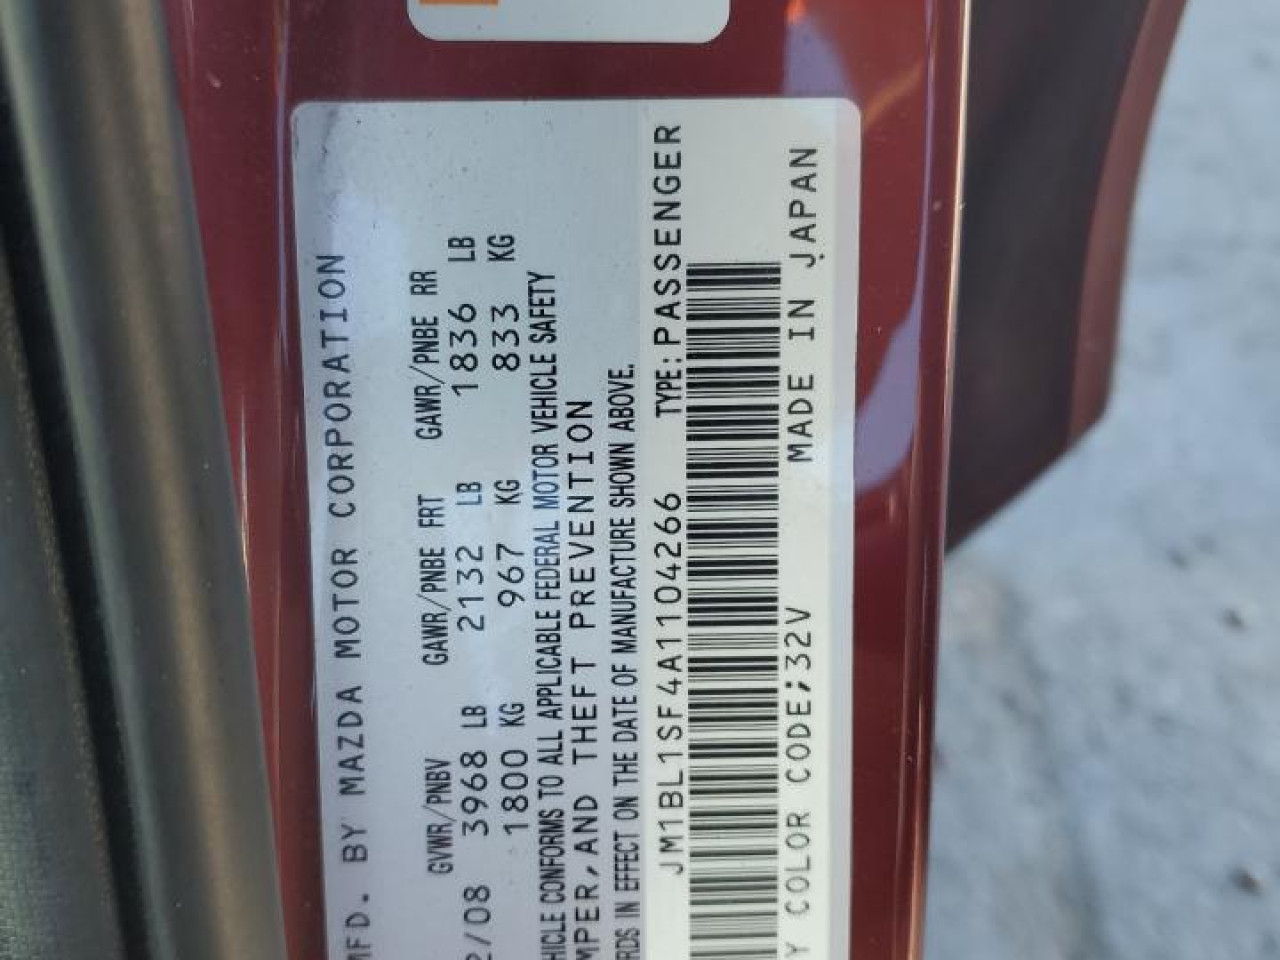 MFD. BY MAZDA MOTOR CORPORATION
GVWR/PNBV GAWR/PNBE FRT GAWR/PNBE RR
2/08 3968 LB 2132 LB 1836 LB
1800 KG 967 KG 833 KG
HICLE CONFORMS TO ALL APPLICABLE FEDERAL MOTOR VEHICLE SAFETY
MPER, AND THEFT PREVENTION
RDS IN EFFECT ON THE DATE OF MANUFACTURE SHOWN ABOVE.
JM1BL1SF4A1104266 TYPE: PASSENGER
Y COLOR CODE;32V MADE IN JAPAN